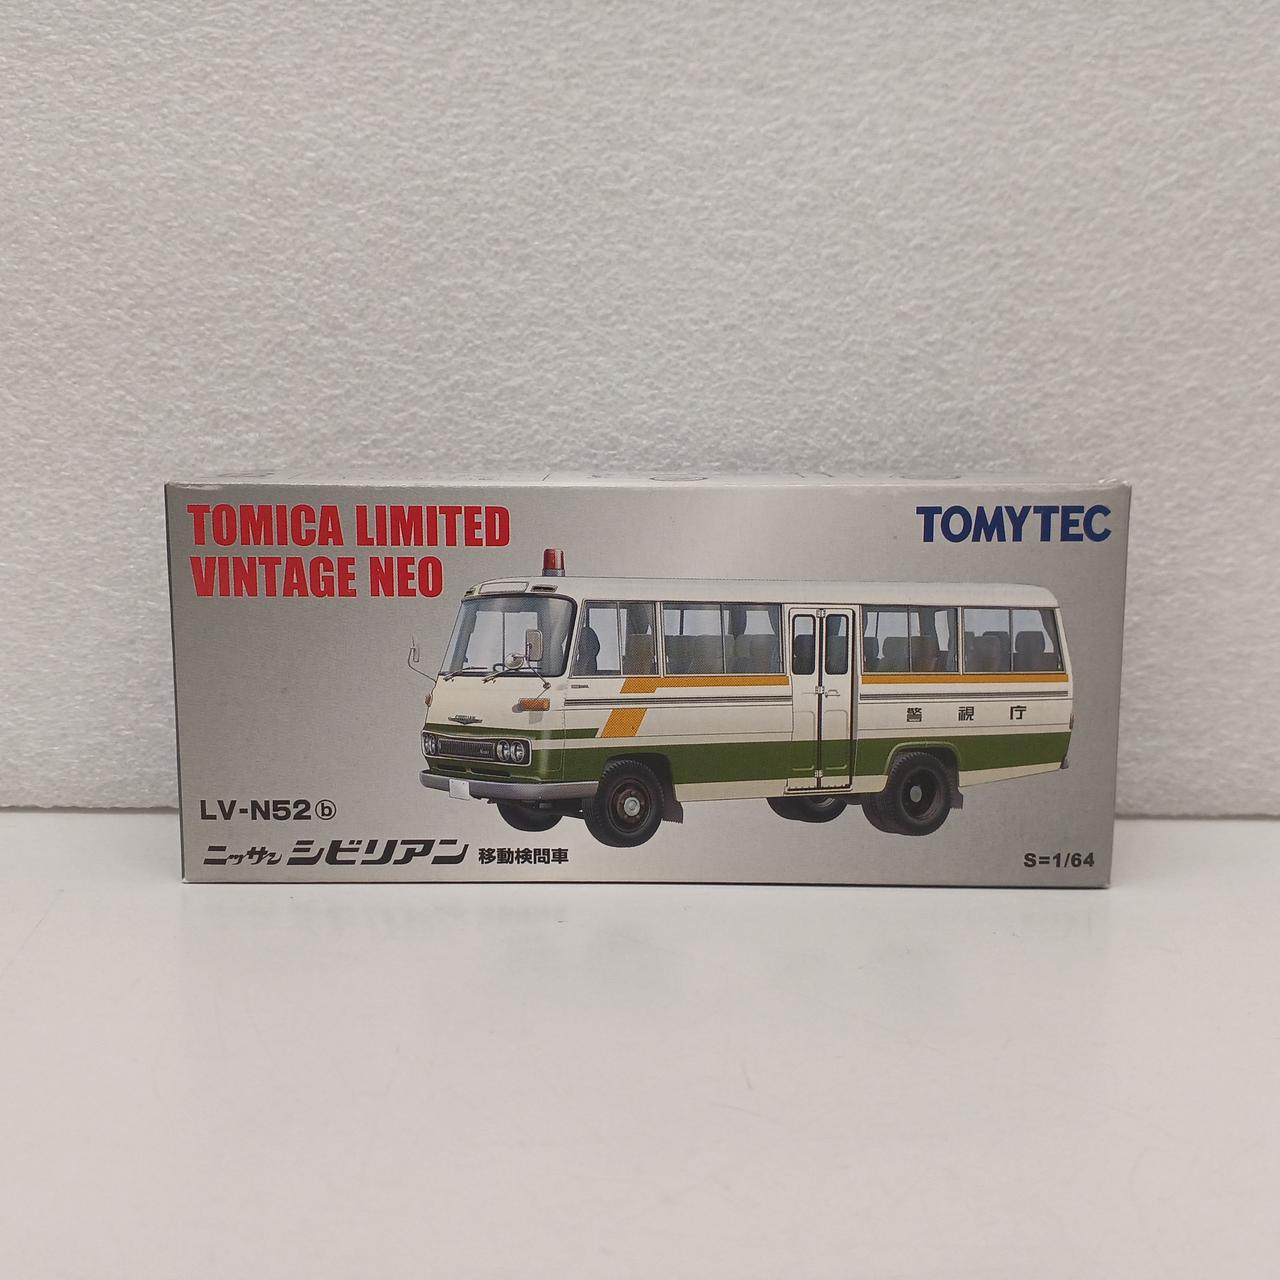 TOMICA LIMITED
VINTAGE NEO
TOMYTEC
警視庁
LV-N52ⓑ
ニッサン シビリアン 移動検問車
S=1/64